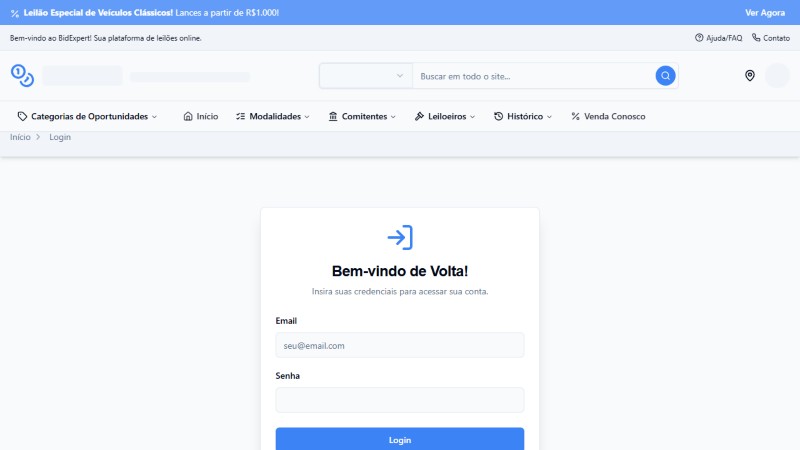 Leilão Especial de Veículos Clássicos! Lances a partir de R$1.000! Ver Agora
Bem-vindo ao BidExpert! Sua plataforma de leilões online. Ajuda/FAQ Contato
Buscar em todo o site...
Categorias de Oportunidades Início Modalidades Comitentes Leiloeiros Histórico Venda Conosco
Início Login
Bem-vindo de Volta!
Insira suas credenciais para acessar sua conta.
Email
seu@email.com
Senha
Login